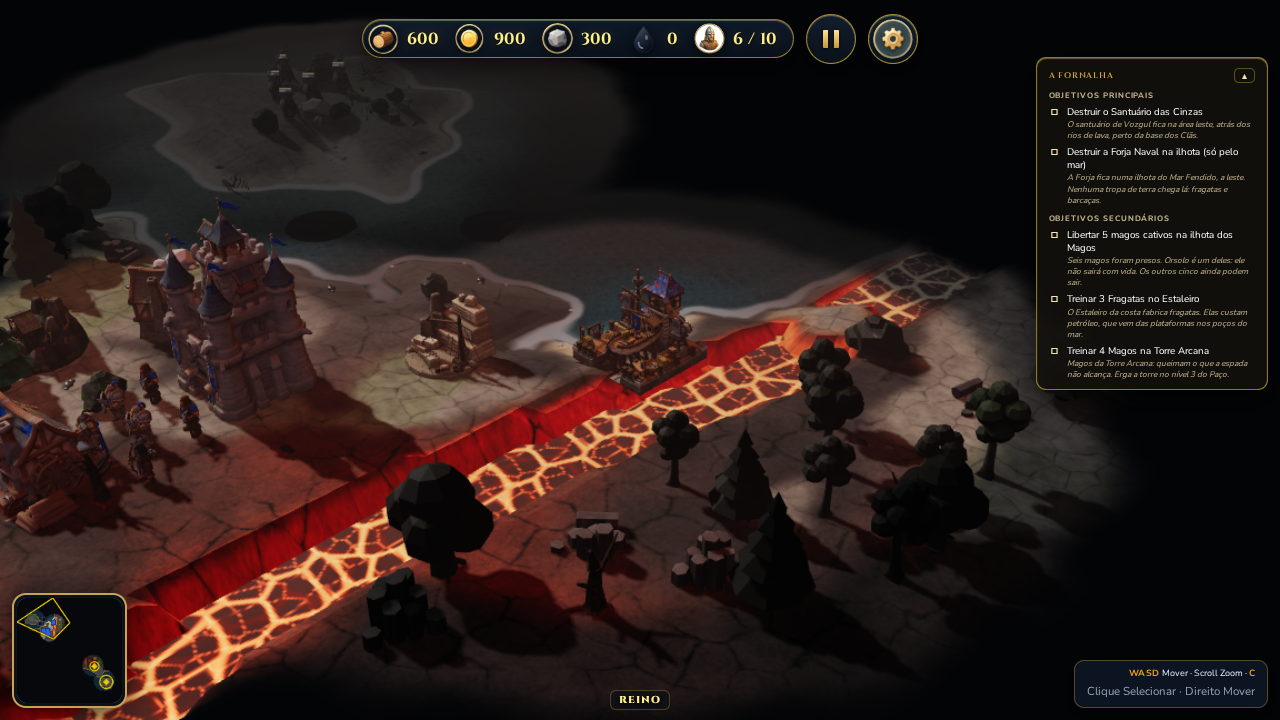 600 900 300 0 6 / 10
A FORNALHA
OBJETIVOS PRINCIPAIS
Destruir o Santuário das Cinzas
O santuário de Vozgul fica na área leste, atrás dos
rios de lava, perto da base dos Clãs.
Destruir a Forja Naval na ilhota (só pelo
mar)
A Forja fica numa ilhota do Mar Fendido, a leste.
Nenhuma tropa de terra chega lá: fragatas e
barcaças.
OBJETIVOS SECUNDÁRIOS
Libertar 5 magos cativos na ilhota dos
Magos
Seis magos foram presos. Orsolo é um deles: ele
não sairá com vida. Os outros cinco ainda podem
sair.
Treinar 3 Fragatas no Estaleiro
O Estaleiro da costa fabrica fragatas. Elas custam
petróleo, que vem das plataformas nos poços do
mar.
Treinar 4 Magos na Torre Arcana
Magos da Torre Arcana: queimam o que a espada
não alcança. Erga a torre no nível 3 do Paço.
WASD Mover · Scroll Zoom · C
Clique Selecionar · Direito Mover
REINO